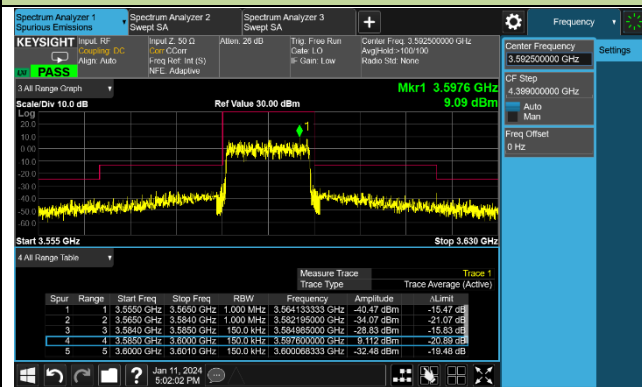 Spectrum Analyzer 1
Spurious Emissions
Spectrum Analyzer 2
Swept SA
Spectrum Analyzer 3
Swept SA
+
Frequency
KEYSIGHT
Input: RF
Coupling: DC
Align: Auto
Input Z: 50 Ω
Corr CCorr
Freq Ref: Int (S)
NFE: Adaptive
Atten: 26 dB
Trig: Free Run
Gate: LO
IF Gain: Low
Center Freq: 3.592500000 GHz
Avg|Hold:>100/100
Radio Std: None
PASS
Center Frequency
3.592500000 GHz
Settings
CF Step
4.399000000 GHz
Auto
Man
Freq Offset
0 Hz
3 All Range Graph
Mkr1 3.5976 GHz
9.09 dBm
Scale/Div 10.0 dB
Ref Value 30.00 dBm
Log
20.0
10.0
0.00
-10.0
-20.0
-30.0
-40.0
-50.0
-60.0
1
Start 3.555 GHz
Stop 3.630 GHz
4 All Range Table
Measure Trace Trace 1
Trace Type Trace Average (Active)
Spur Range Start Freq Stop Freq RBW Frequency Amplitude ΔLimit
1 1 3.5550 GHz 3.5650 GHz 1.000 MHz 3.564133333 GHz -40.47 dBm -15.47 dB
2 2 3.5650 GHz 3.5840 GHz 1.000 MHz 3.582195000 GHz -34.07 dBm -21.07 dB
3 3 3.5840 GHz 3.5850 GHz 150.0 kHz 3.584985000 GHz -28.83 dBm -15.83 dB
4 4 3.5850 GHz 3.6000 GHz 150.0 kHz 3.597600000 GHz 9.112 dBm -20.89 dB
5 5 3.6000 GHz 3.6010 GHz 150.0 kHz 3.600068333 GHz -32.48 dBm -19.48 dB
?
Jan 11, 2024
5:02:02 PM